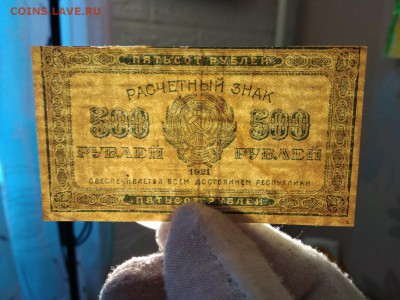 COINS.LAVE.RU
ПЯТЬСОТ РУБЛЕЙ
РАСЧЕТНЫЙ ЗНАК
500 500
РУБЛЕЙ РУБЛЕЙ
1921
ОБЕСПЕЧИВАЕТСЯ ВСЕМ ДОСТОЯНИЕМ РЕСПУБЛИКИ
ПЯТЬСОТ РУБЛЕЙ